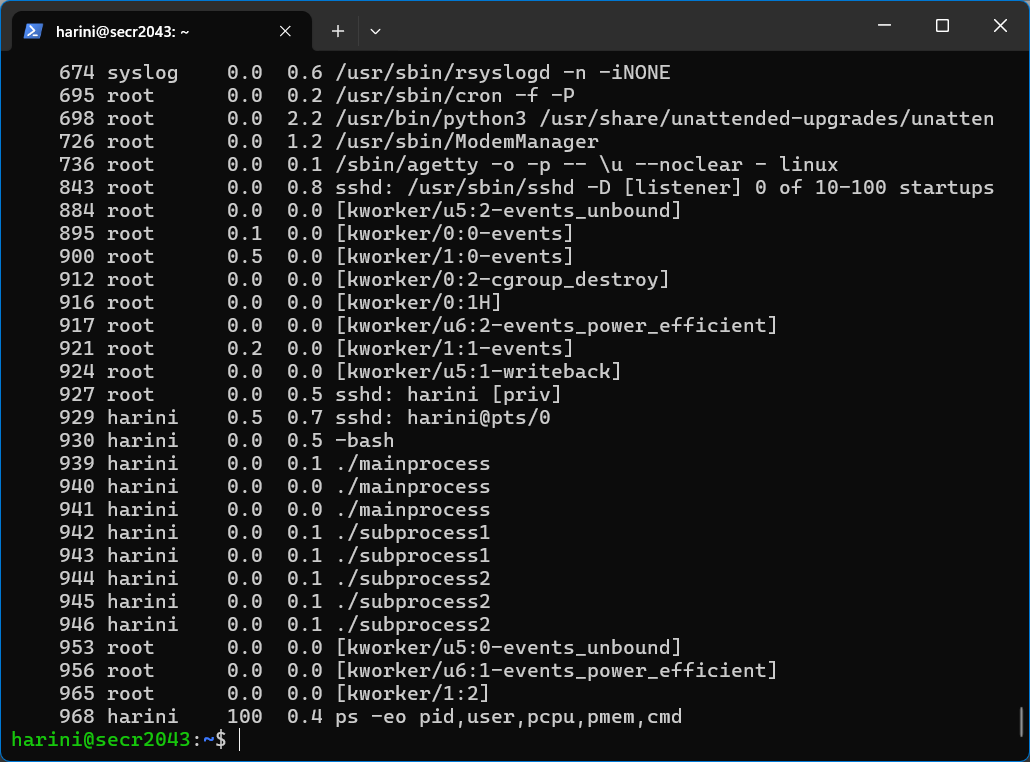 harini@secr2043: ~
674 syslog 0.0 0.6 /usr/sbin/rsyslogd -n -iNONE
695 root 0.0 0.2 /usr/sbin/cron -f -P
698 root 0.0 2.2 /usr/bin/python3 /usr/share/unattended-upgrades/unatten
726 root 0.0 1.2 /usr/sbin/ModemManager
736 root 0.0 0.1 /sbin/agetty -o -p -- \u --noclear - linux
843 root 0.0 0.8 sshd: /usr/sbin/sshd -D [listener] 0 of 10-100 startups
884 root 0.0 0.0 [kworker/u5:2-events_unbound]
895 root 0.1 0.0 [kworker/0:0-events]
900 root 0.5 0.0 [kworker/1:0-events]
912 root 0.0 0.0 [kworker/0:2-cgroup_destroy]
916 root 0.0 0.0 [kworker/0:1H]
917 root 0.0 0.0 [kworker/u6:2-events_power_efficient]
921 root 0.2 0.0 [kworker/1:1-events]
924 root 0.0 0.0 [kworker/u5:1-writeback]
927 root 0.0 0.5 sshd: harini [priv]
929 harini 0.5 0.7 sshd: harini@pts/0
930 harini 0.0 0.5 -bash
939 harini 0.0 0.1 ./mainprocess
940 harini 0.0 0.0 ./mainprocess
941 harini 0.0 0.0 ./mainprocess
942 harini 0.0 0.1 ./subprocess1
943 harini 0.0 0.1 ./subprocess1
944 harini 0.0 0.1 ./subprocess2
945 harini 0.0 0.1 ./subprocess2
946 harini 0.0 0.1 ./subprocess2
953 root 0.0 0.0 [kworker/u5:0-events_unbound]
956 root 0.0 0.0 [kworker/u6:1-events_power_efficient]
965 root 0.0 0.0 [kworker/1:2]
968 harini 100 0.4 ps -eo pid,user,pcpu,pmem,cmd
harini@secr2043:~$